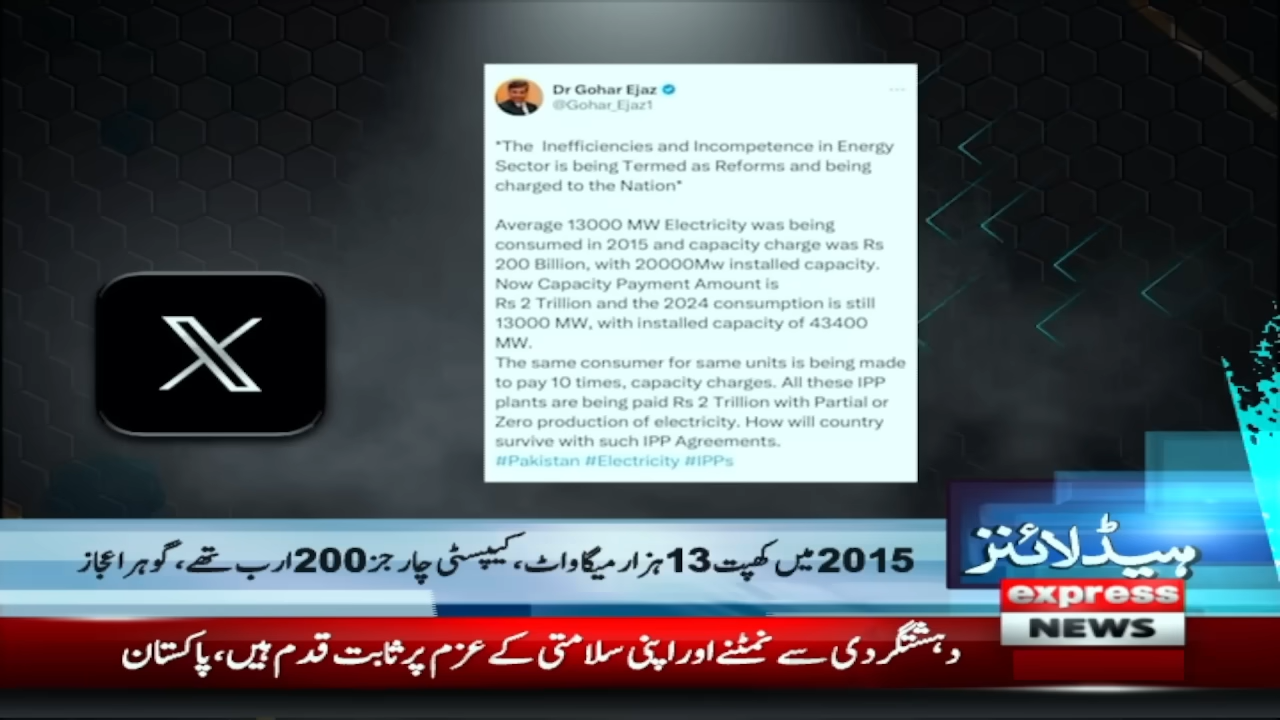 Dr Gohar Ejaz
@Gohar_Ejaz1
*The Inefficiencies and Incompetence in Energy
Sector is being Termed as Reforms and being
charged to the Nation*
Average 13000 MW Electricity was being
consumed in 2015 and capacity charge was Rs
200 Billion, with 20000Mw installed capacity.
Now Capacity Payment Amount is
Rs 2 Trillion and the 2024 consumption is still
13000 MW, with installed capacity of 43400
MW.
The same consumer for same units is being made
to pay 10 times, capacity charges. All these IPP
plants are being paid Rs 2 Trillion with Partial or
Zero production of electricity. How will country
survive with such IPP Agreements.
#Pakistan #Electricity #IPPs
ہیڈلائنز
2015 میں کھپت 13 ہزار میگاواٹ، کیپسٹی چارجز 200 ارب تھے، گوہر اعجاز
express
NEWS
دہشتگردی سے نمٹنے اور اپنی سلامتی کے عزم پر ثابت قدم ہیں، پاکستان